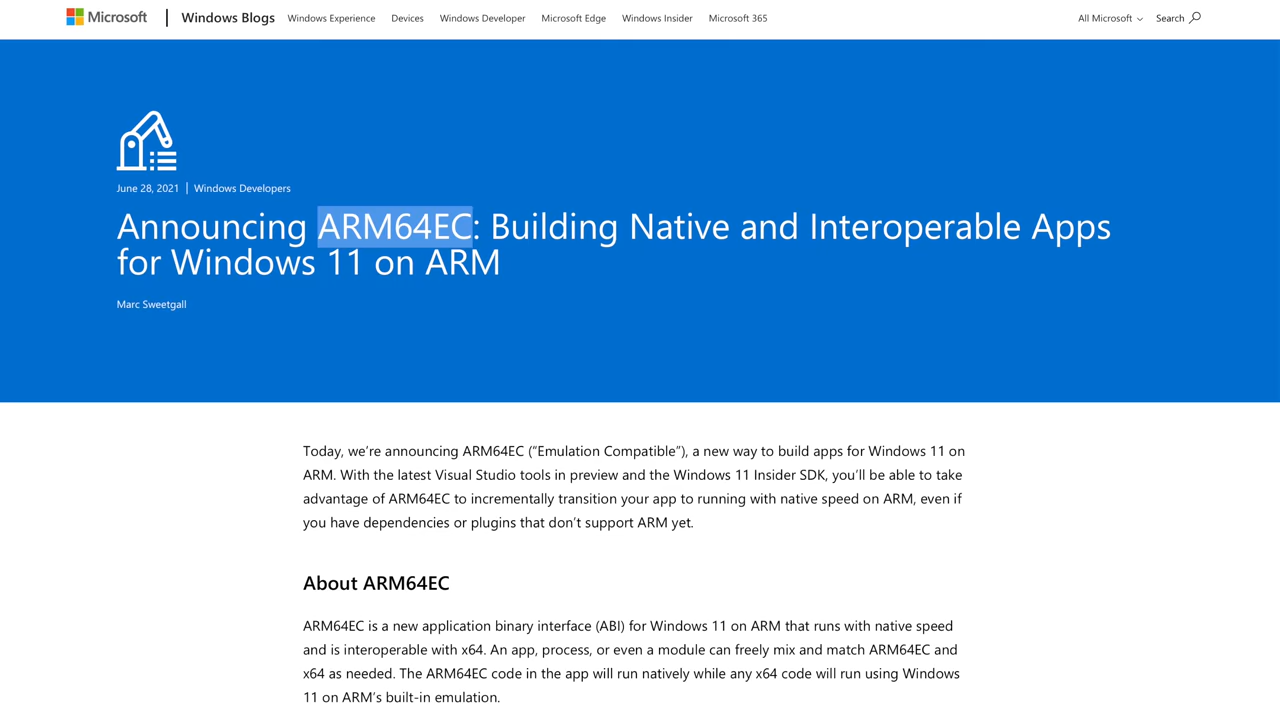 Microsoft | Windows Blogs Windows Experience Devices Windows Developer Microsoft Edge Windows Insider Microsoft 365 All Microsoft Search
June 28, 2021 | Windows Developers
Announcing ARM64EC: Building Native and Interoperable Apps
for Windows 11 on ARM
Marc Sweetgall
Today, we’re announcing ARM64EC (“Emulation Compatible”), a new way to build apps for Windows 11 on
ARM. With the latest Visual Studio tools in preview and the Windows 11 Insider SDK, you’ll be able to take
advantage of ARM64EC to incrementally transition your app to running with native speed on ARM, even if
you have dependencies or plugins that don’t support ARM yet.
About ARM64EC
ARM64EC is a new application binary interface (ABI) for Windows 11 on ARM that runs with native speed
and is interoperable with x64. An app, process, or even a module can freely mix and match ARM64EC and
x64 as needed. The ARM64EC code in the app will run natively while any x64 code will run using Windows
11 on ARM’s built-in emulation.